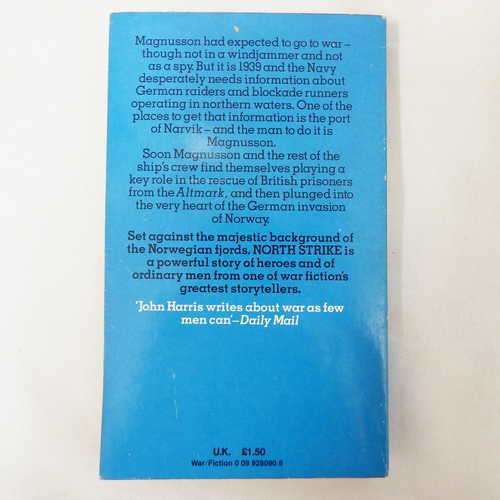 Magnusson had expected to go to war –
though not in a windjammer and not
as a spy. But it is 1939 and the Navy
desperately needs information about
German raiders and blockade runners
operating in northern waters. One of the
places to get that information is the port
of Narvik – and the man to do it is
Magnusson.
Soon Magnusson and the rest of the
ship's crew find themselves playing a
key role in the rescue of British prisoners
from the Altmark, and then plunged into
the very heart of the German invasion
of Norway.
Set against the majestic background of
the Norwegian fjords, NORTH STRIKE is
a powerful story of heroes and of
ordinary men from one of war fiction's
greatest storytellers.
'John Harris writes about war as few
men can' – Daily Mail
U.K. £1.50
War/Fiction 0 09 928090 6